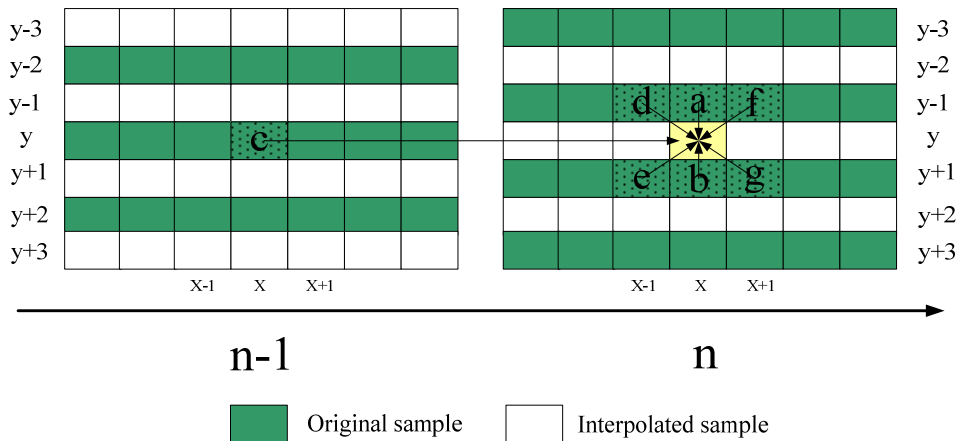 y-3 y-3
y-2 y-2
y-1 d a f y-1
y c y
y+1 e b g y+1
y+2 y+2
y+3 y+3
X-1 X X+1 X-1 X X+1
n-1 n
Original sample Interpolated sample